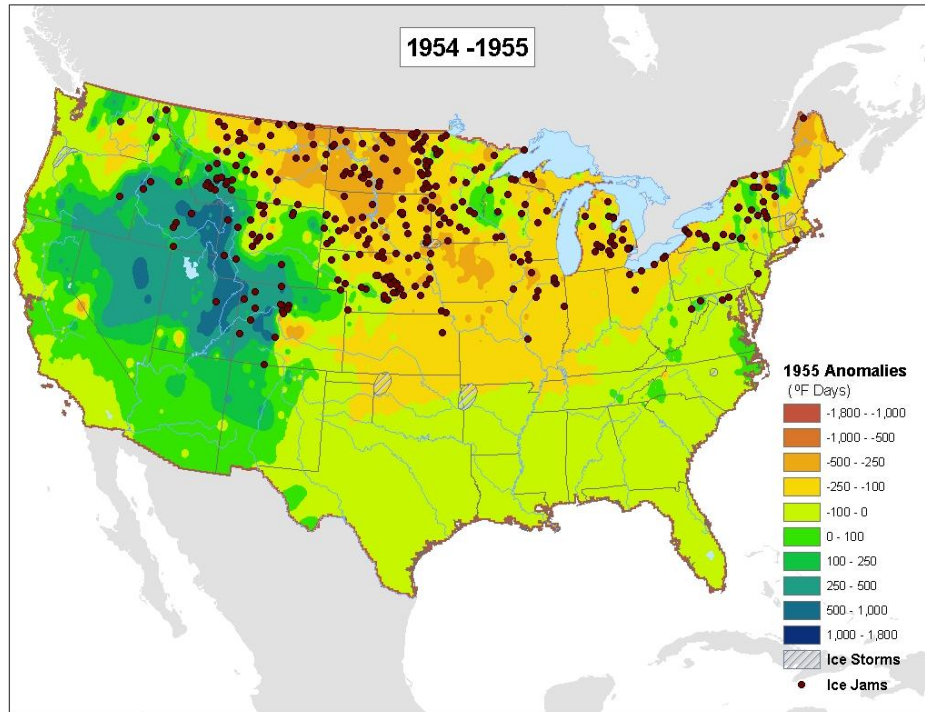 1954 -1955
1955 Anomalies
(ºF Days)
-1,800 - -1,000
-1,000 - -500
-500 - -250
-250 - -100
-100 - 0
0 - 100
100 - 250
250 - 500
500 - 1,000
1,000 - 1,800
Ice Storms
Ice Jams